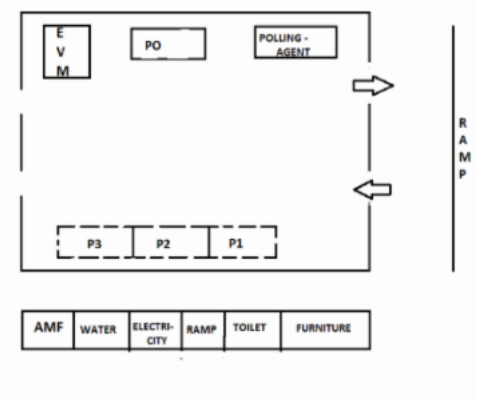 E
V
M
PO
POLLING -
AGENT
R
A
M
P
P3
P2
P1
AMF
WATER
ELECTRI-
CITY
RAMP
TOILET
FURNITURE